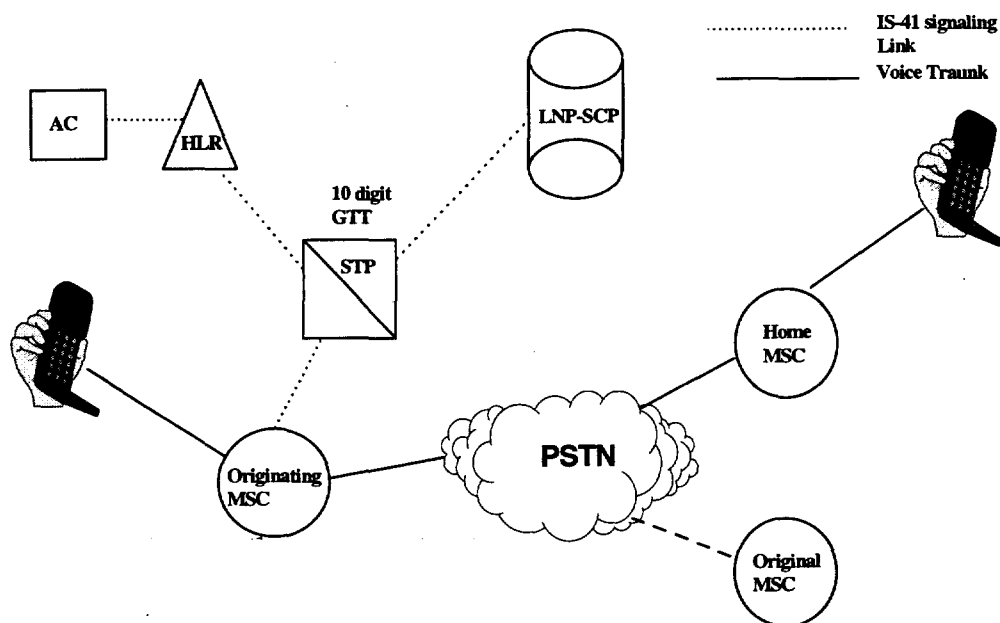 IS-41 signaling
Link
Voice Traunk
AC
HLR
LNP-SCP
10 digit
GTT
STP
Home
MSC
PSTN
Originating
MSC
Original
MSC